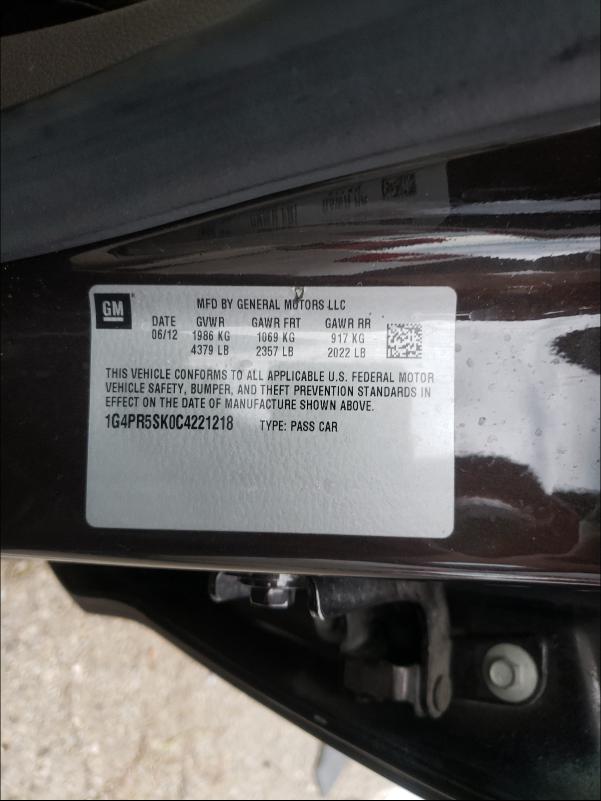 GM
MFD BY GENERAL MOTORS LLC
DATE GVWR GAWR FRT GAWR RR
06/12 1986 KG 1069 KG 917 KG
4379 LB 2357 LB 2022 LB
THIS VEHICLE CONFORMS TO ALL APPLICABLE U.S. FEDERAL MOTOR
VEHICLE SAFETY, BUMPER, AND THEFT PREVENTION STANDARDS IN
EFFECT ON THE DATE OF MANUFACTURE SHOWN ABOVE.
1G4PR5SK0C4221218 TYPE: PASS CAR